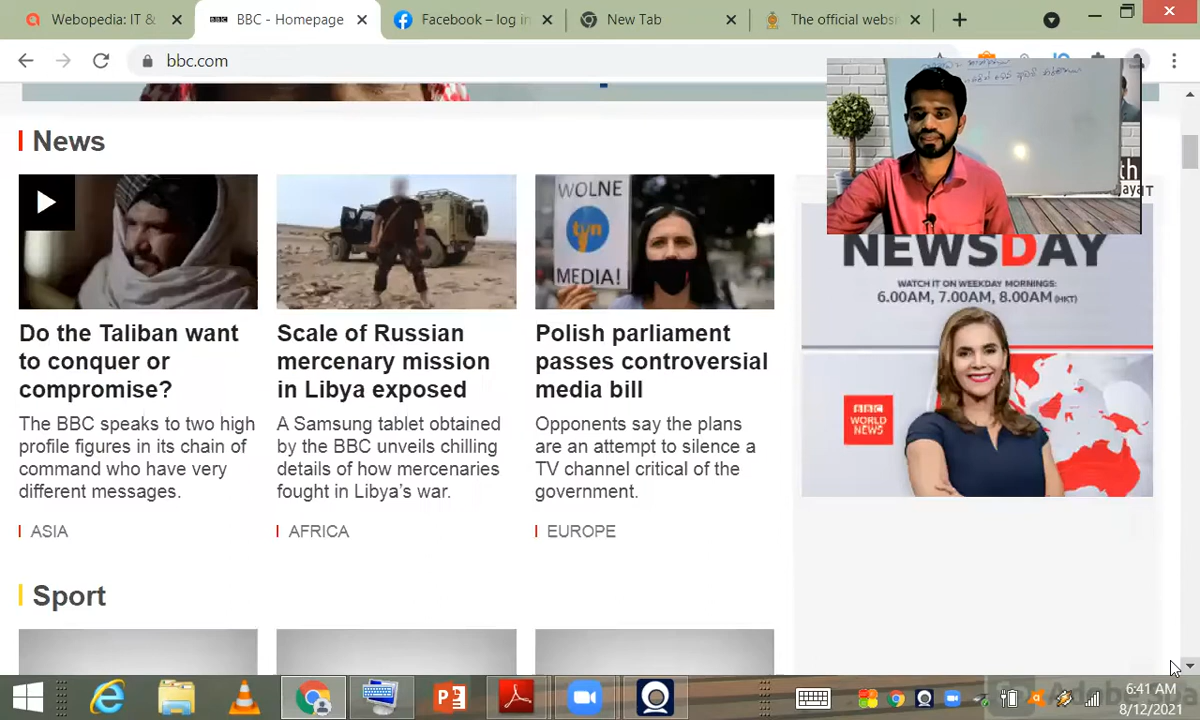 Webopedia: IT &
BBC - Homepage
Facebook – log in
New Tab
The official websi
bbc.com
News
WOLNE
tvn
MEDIA!
Do the Taliban want
to conquer or
compromise?
The BBC speaks to two high
profile figures in its chain of
command who have very
different messages.
ASIA
Scale of Russian
mercenary mission
in Libya exposed
A Samsung tablet obtained
by the BBC unveils chilling
details of how mercenaries
fought in Libya's war.
AFRICA
Polish parliament
passes controversial
media bill
Opponents say the plans
are an attempt to silence a
TV channel critical of the
government.
EUROPE
NEWSDAY
WATCH IT ON WEEKDAY MORNINGS:
6.00AM, 7.00AM, 8.00AM (HKT)
BBC
WORLD
NEWS
Sport
6:41 AM
8/12/2021